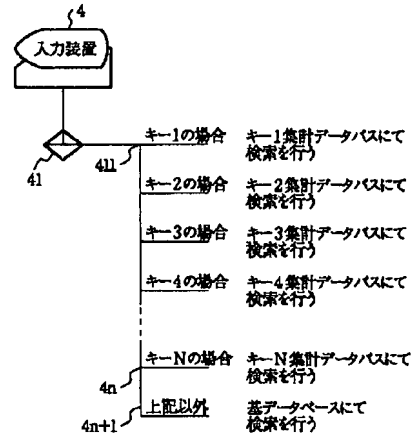 4
入力装置
41
411
キー1の場合 キー1集計データパスにて
検索を行う
キー2の場合 キー2集計データパスにて
検索を行う
キー3の場合 キー3集計データパスにて
検索を行う
キー4の場合 キー4集計データパスにて
検索を行う
キーNの場合 キーN集計データパスにて
検索を行う
4n
上記以外 基データベースにて
検索を行う
4n+1